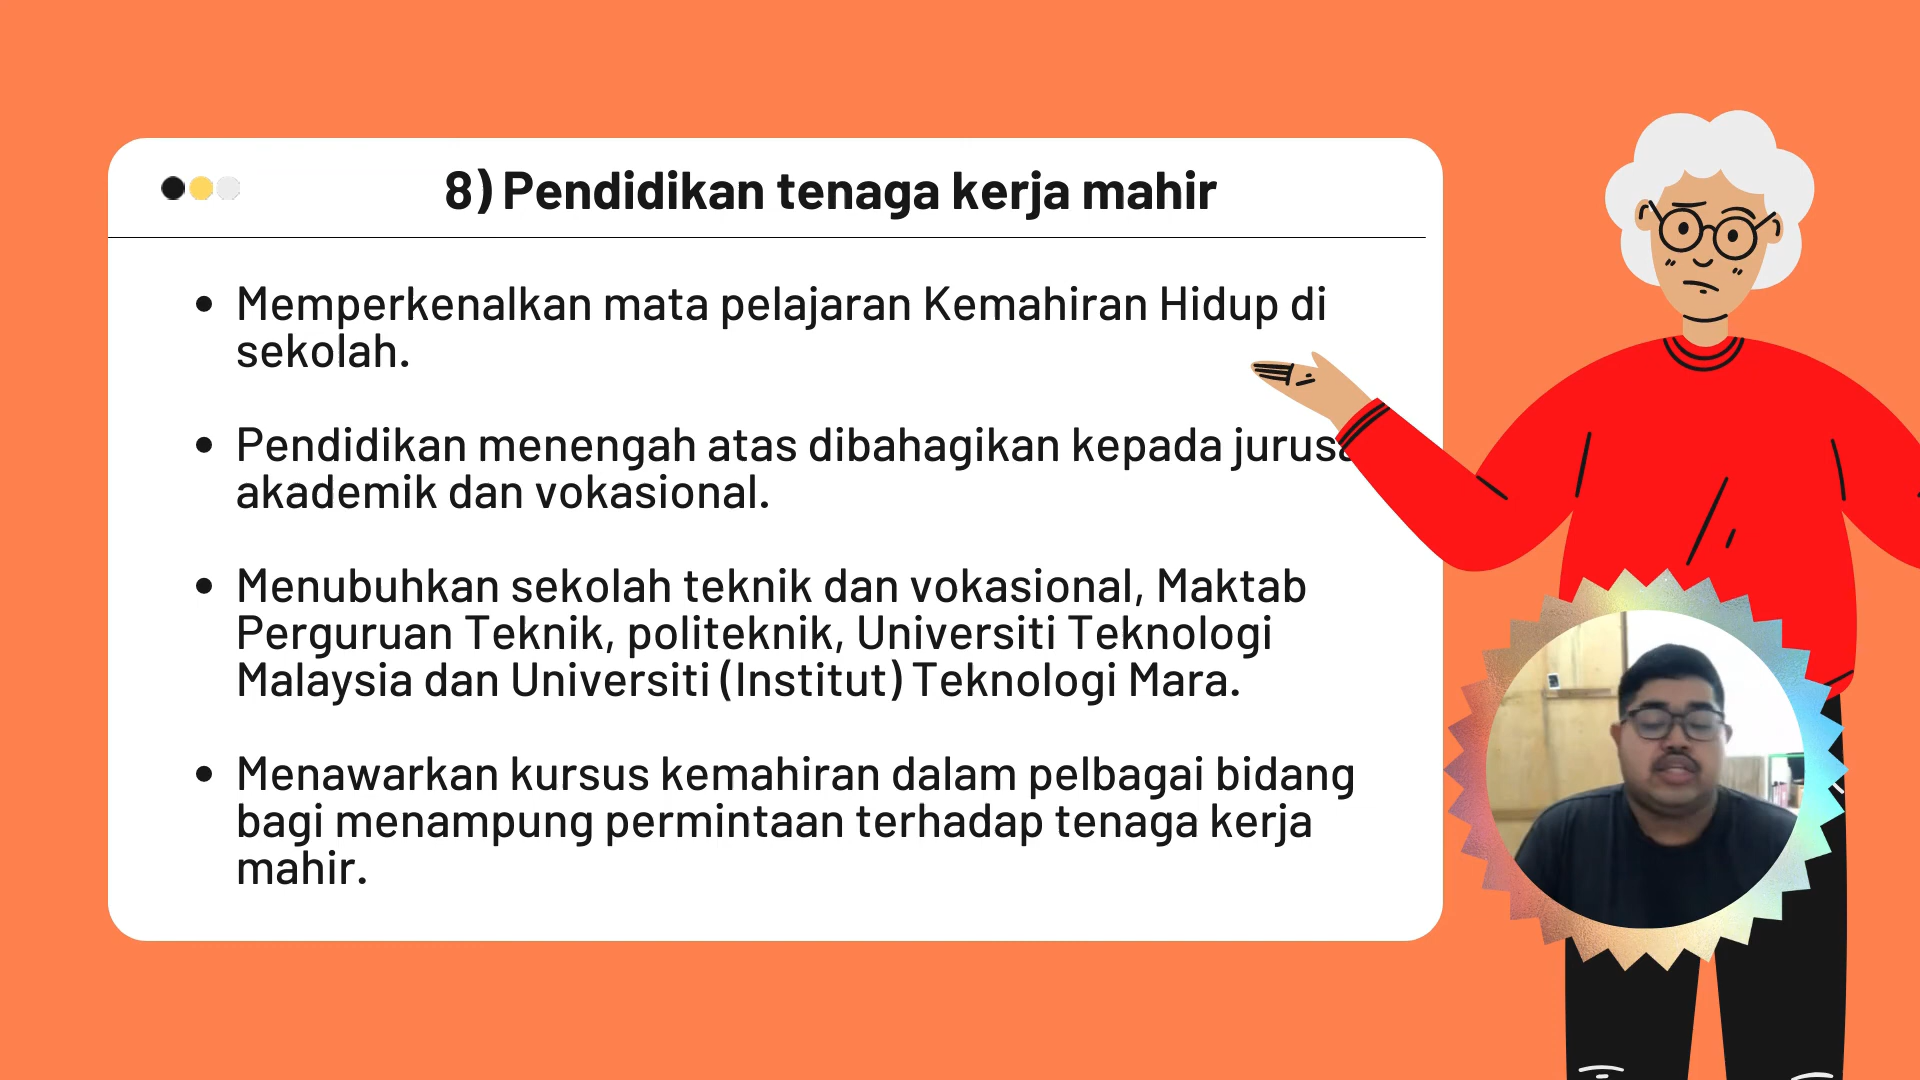 8) Pendidikan tenaga kerja mahir
Memperkenalkan mata pelajaran Kemahiran Hidup di
sekolah.
Pendidikan menengah atas dibahagikan kepada
akademik dan vokasional.
Menubuhkan sekolah teknik dan vokasional, Maktab
Perguruan Teknik, politeknik, Universiti Teknologi
Malaysia dan Universiti (Institut) Teknologi Mara.
Menawarkan kursus kemahiran dalam pelbagai bidang
bagi menampung permintaan terhadap tenaga kerja
mahir.